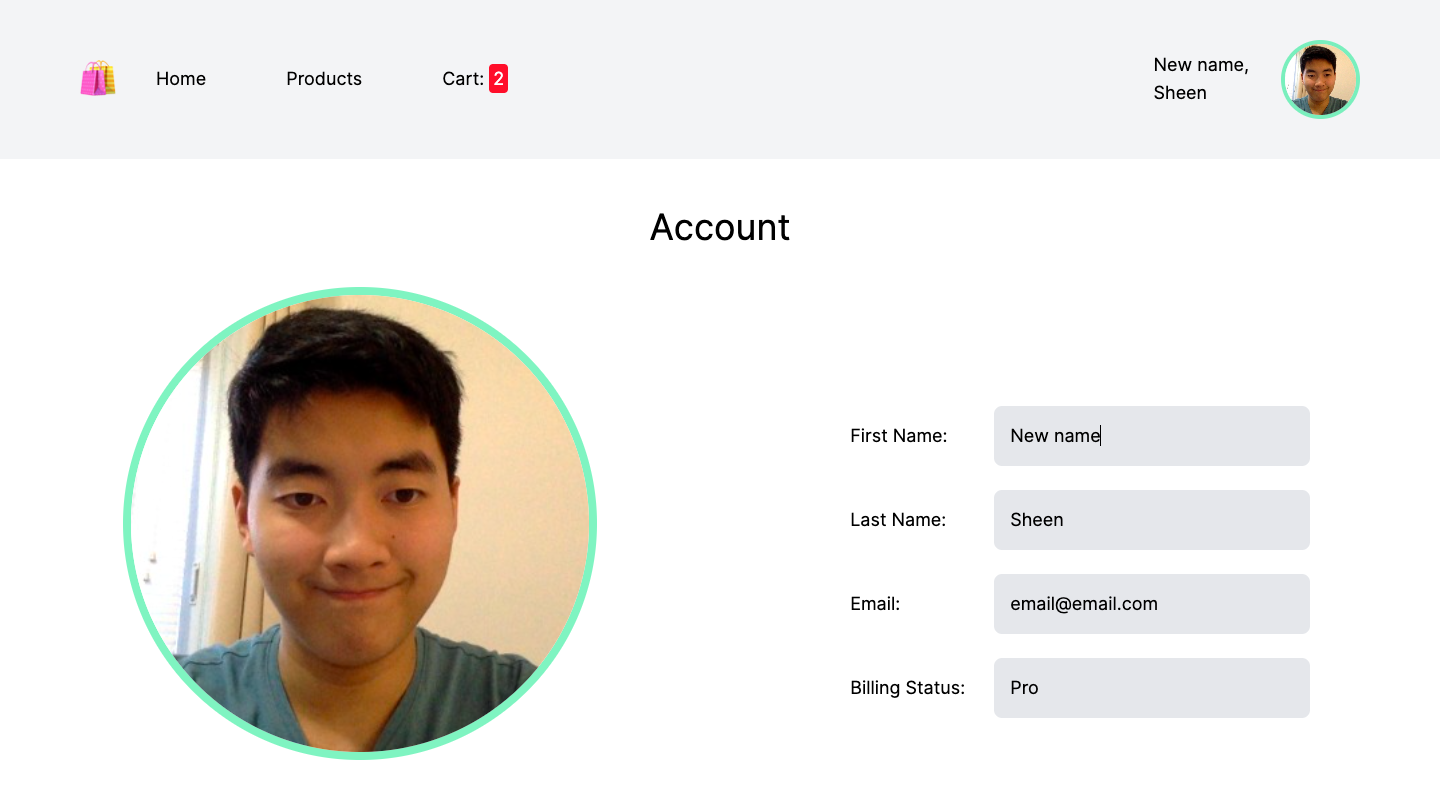 Home Products Cart: 2
New name,
Sheen
Account
First Name: New name
Last Name: Sheen
Email: email@email.com
Billing Status: Pro